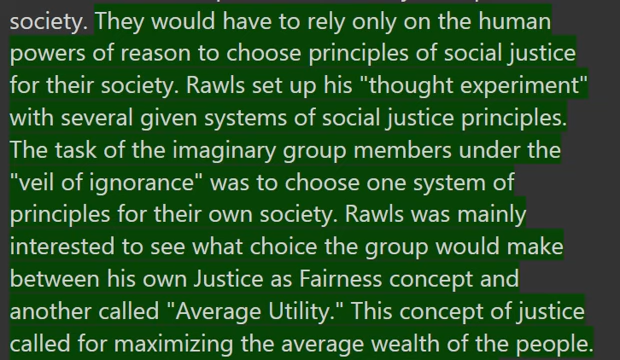 society. They would have to rely only on the human
powers of reason to choose principles of social justice
for their society. Rawls set up his "thought experiment"
with several given systems of social justice principles.
The task of the imaginary group members under the
"veil of ignorance" was to choose one system of
principles for their own society. Rawls was mainly
interested to see what choice the group would make
between his own Justice as Fairness concept and
another called "Average Utility." This concept of justice
called for maximizing the average wealth of the people.